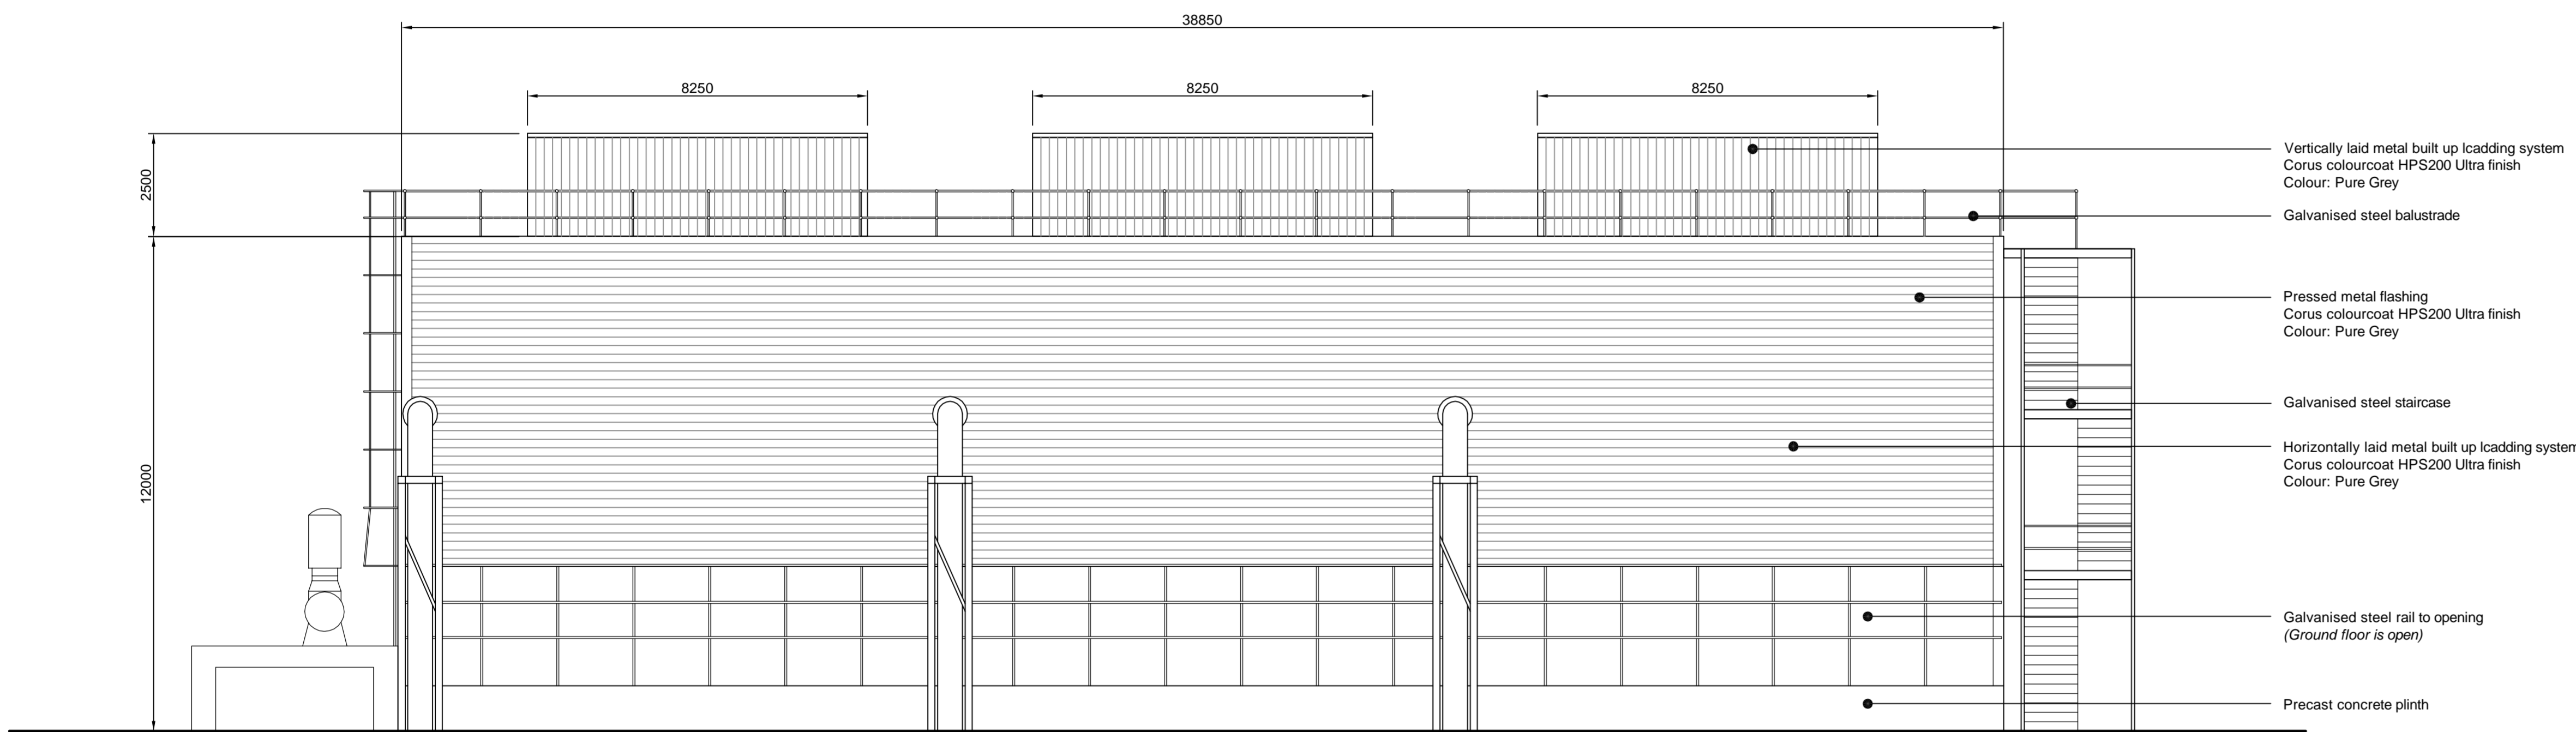 38850
8250
8250
8250
2500
12000
Vertically laid metal built up lcadding system
Corus colourcoat HPS200 Ultra finish
Colour: Pure Grey
Galvanised steel balustrade
Pressed metal flashing
Corus colourcoat HPS200 Ultra finish
Colour: Pure Grey
Galvanised steel staircase
Horizontally laid metal built up lcadding system
Corus colourcoat HPS200 Ultra finish
Colour: Pure Grey
Galvanised steel rail to opening
(Ground floor is open)
Precast concrete plinth